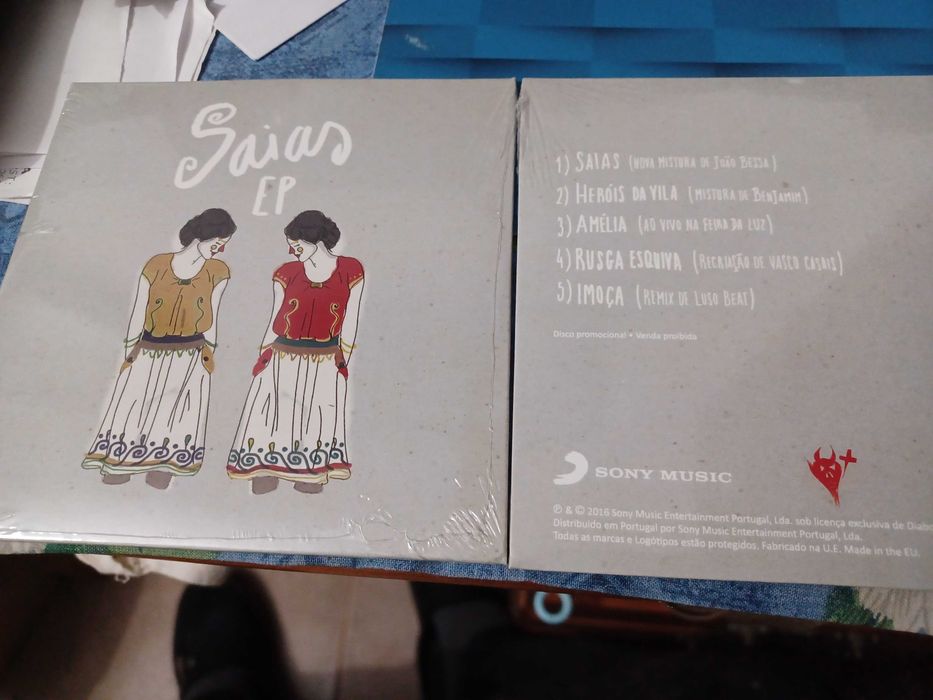 Saias
EP
1) SAIAS (NOVA MISTURA DE JOÃO BESSA)
2) HERÓIS DA VILA (MISTURA DE BENJAMIM)
3) AMÉLIA (AO VIVO NA FEIRA DA LUZ)
4) RUSGA ESQUIVA (RECRIAÇÃO DE VASCO CASAIS)
5) IMOÇA (REMIX DE LUSO BEAT)
Disco promocional • Venda proibida
SONY MUSIC
℗ & © 2016 Sony Music Entertainment Portugal, Lda. sob licença exclusiva de Diabo
Distribuido em Portugal por Sony Music Entertainment Portugal, Lda.
Todas as marcas e Logótipos estão protegidos. Fabricado na U.E. Made in the EU.